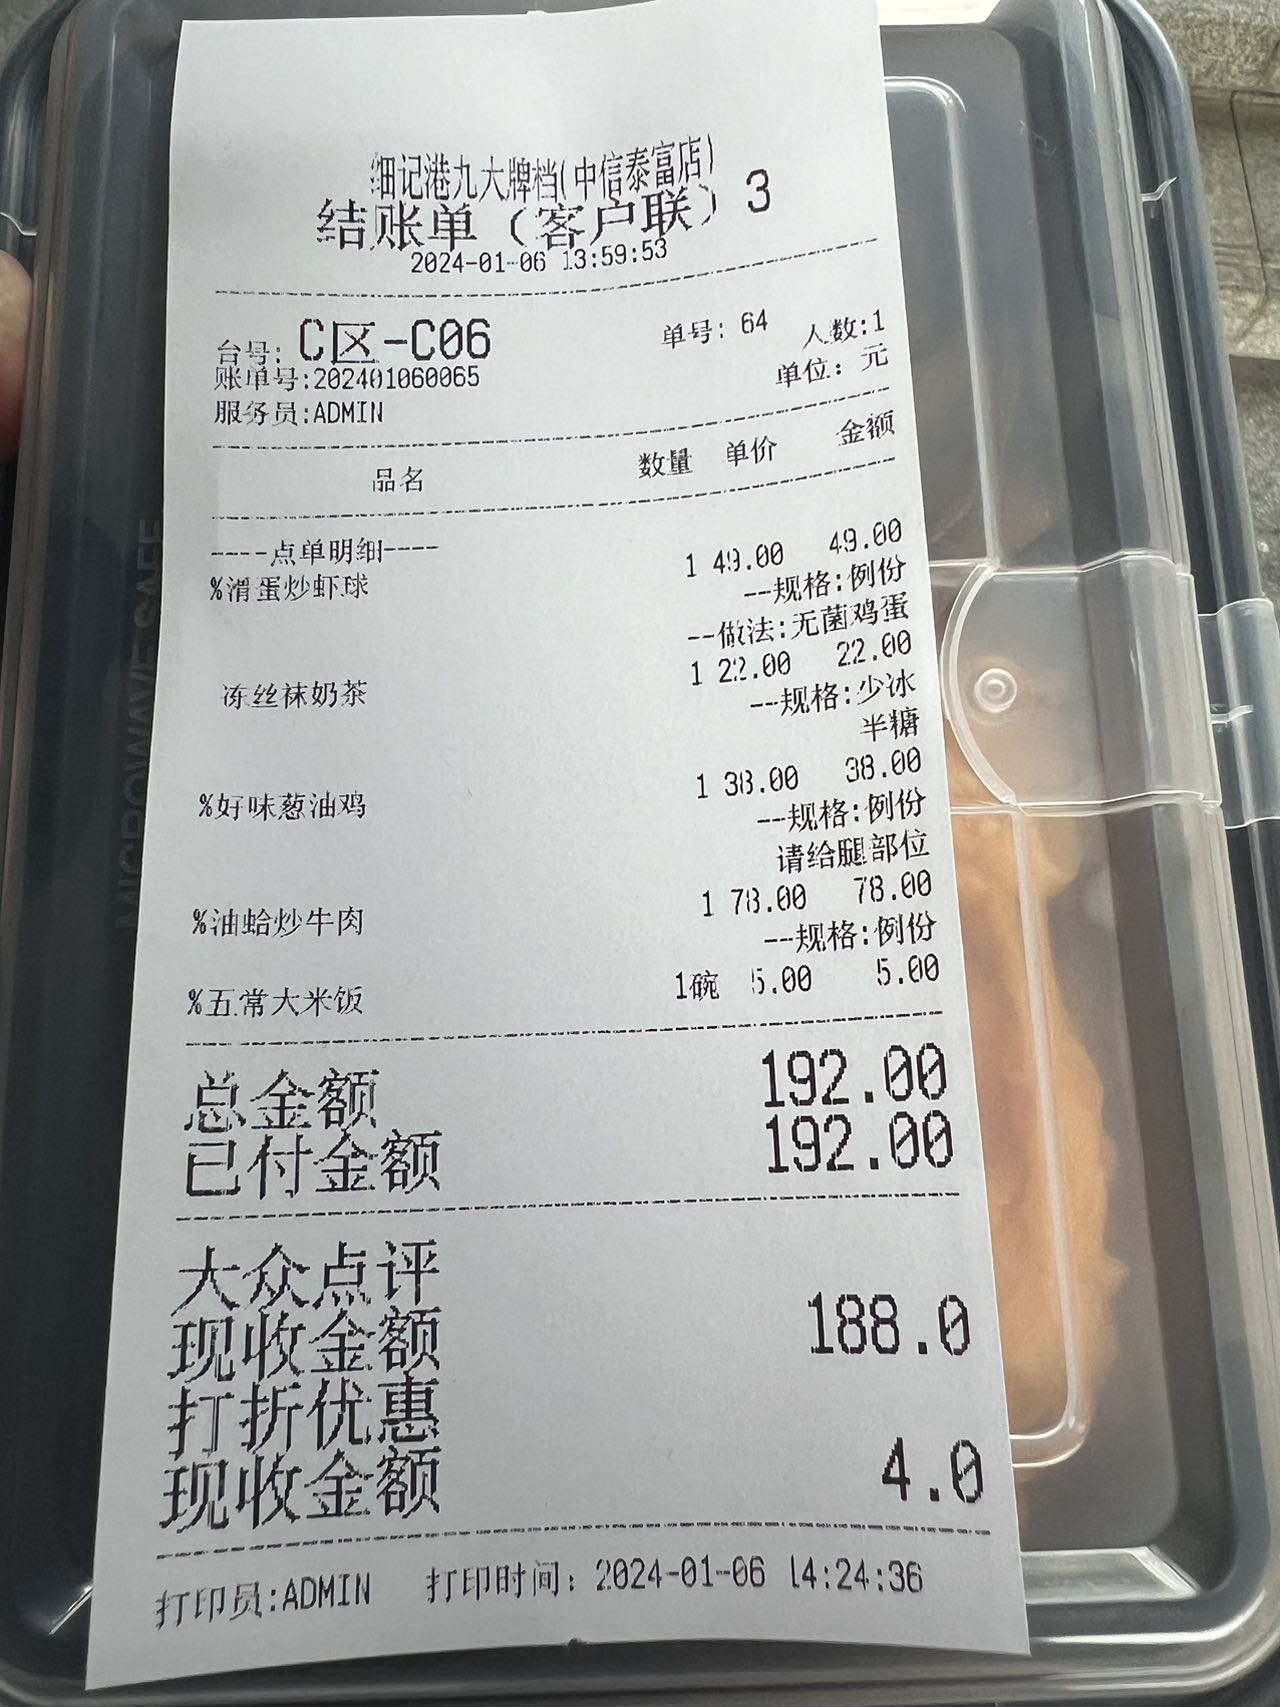 细记港九大牌档(中信泰富店)
结账单（客户联）3
2024-01-06 13:59:53
台号: C区-C06 单号: 64 人数:1
账单号:202401060065 单位: 元
服务员:ADMIN
品名 数量 单价 金额
----点单明细----
%滑蛋炒虾球 1 49.00 49.00
--规格:例份
--做法:无菌鸡蛋
冻丝袜奶茶 1 22.00 22.00
--规格:少冰
半糖
%好味葱油鸡 1 38.00 38.00
--规格:例份
请给腿部位
%油蛤炒牛肉 1 78.00 78.00
--规格:例份
%五常大米饭 1碗 5.00 5.00
总金额 192.00
已付金额 192.00
大众点评
现收金额 188.0
打折优惠
现收金额 4.0
打印员:ADMIN 打印时间: 2024-01-06 14:24:36
MICROWAVE SAFE